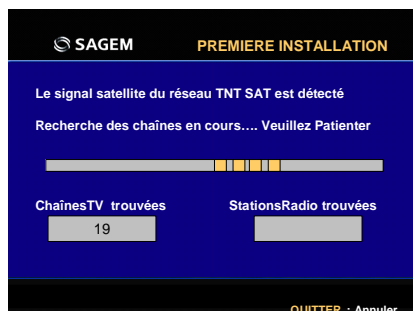 SAGEM
PREMIERE INSTALLATION
Le signal satellite du réseau TNT SAT est détecté
Recherche des chaînes en cours.... Veuillez Patienter
ChaînesTV trouvées
StationsRadio trouvées
19
QUITTER : Annuler